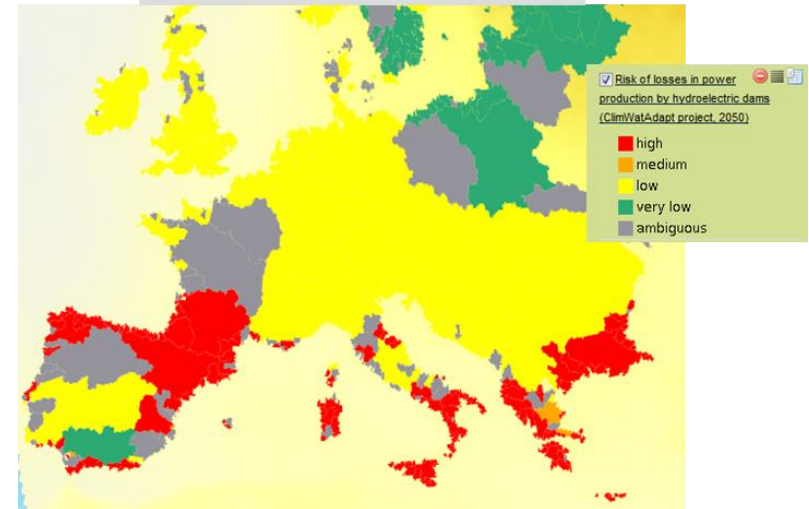 Risk of losses in power
production by hydroelectric dams
(ClimWatAdapt project, 2050)
high
medium
low
very low
ambiguous